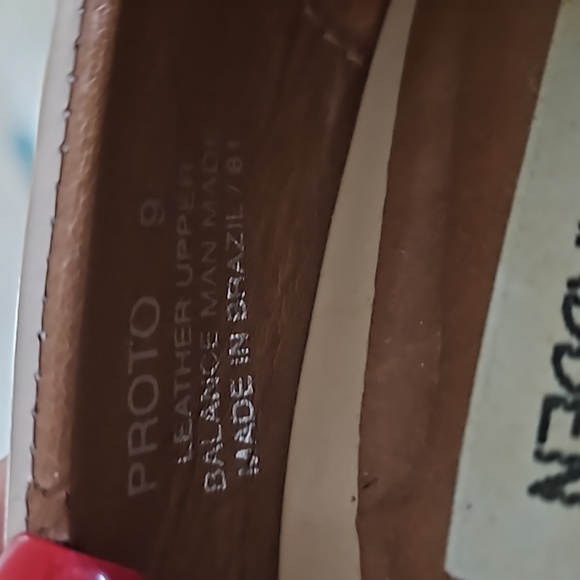 PROTO 9
LEATHER UPPER
BALANCE MAN MADE
MADE IN BRAZIL / 81